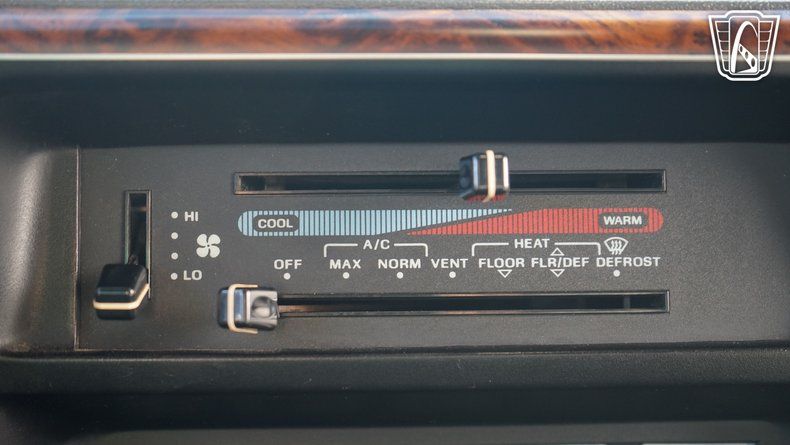 HI
COOL
WARM
LO
A/C
HEAT
OFF
MAX
NORM
VENT
FLOOR
FLR/DEF
DEFROST